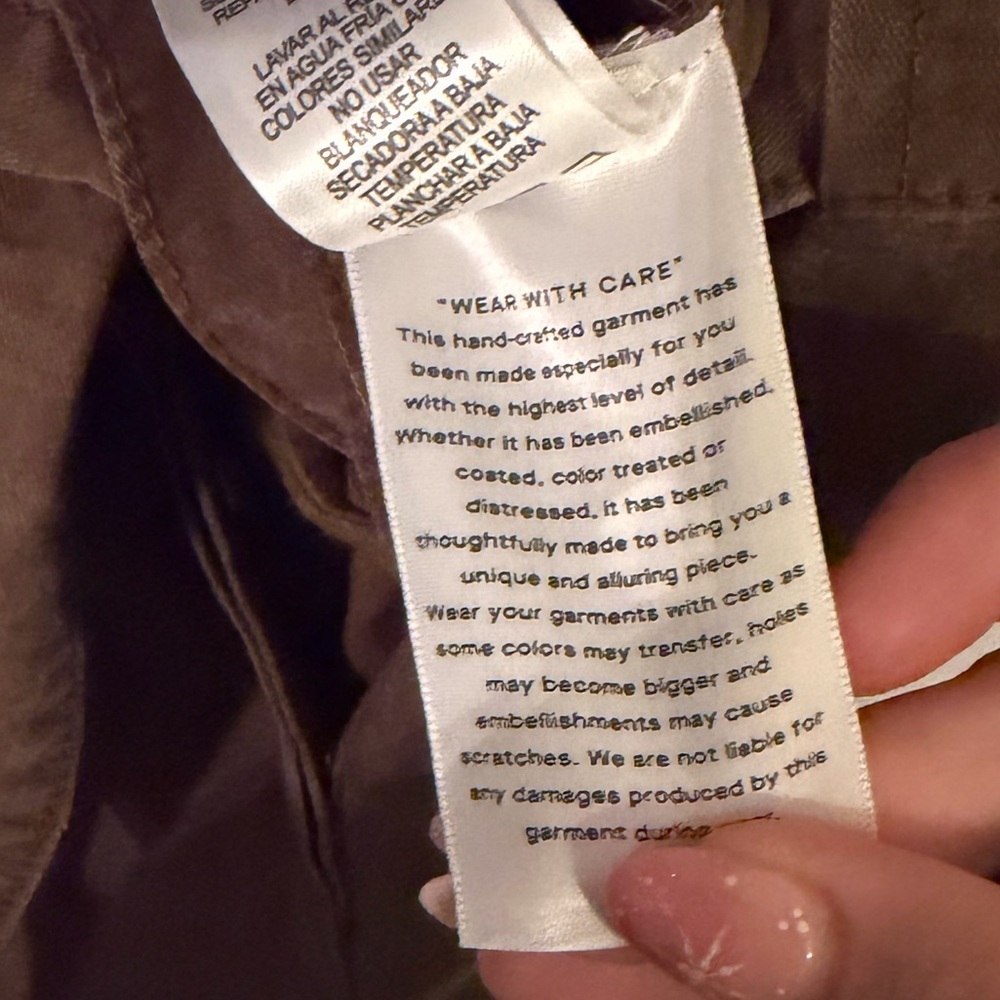 LAVAR AL
EN AGUA FRIA
COLORES SIMILARE
NO USAR
BLANQUEADOR
SECADORA A BAJA
TEMPERATURA
PLANCHAR A BAJA
TEMPERATURA
"WEAR WITH CARE"
This hand-crafted garment has
been made especially for you
with the highest level of detail.
Whether it has been embellished,
coated, color treated or
distressed, it has been
thoughtfully made to bring you a
unique and alluring piece.
Wear your garments with care as
some colors may transfer, holes
may become bigger and
embellishments may cause
scratches. We are not liable for
any damages produced by this
garment during